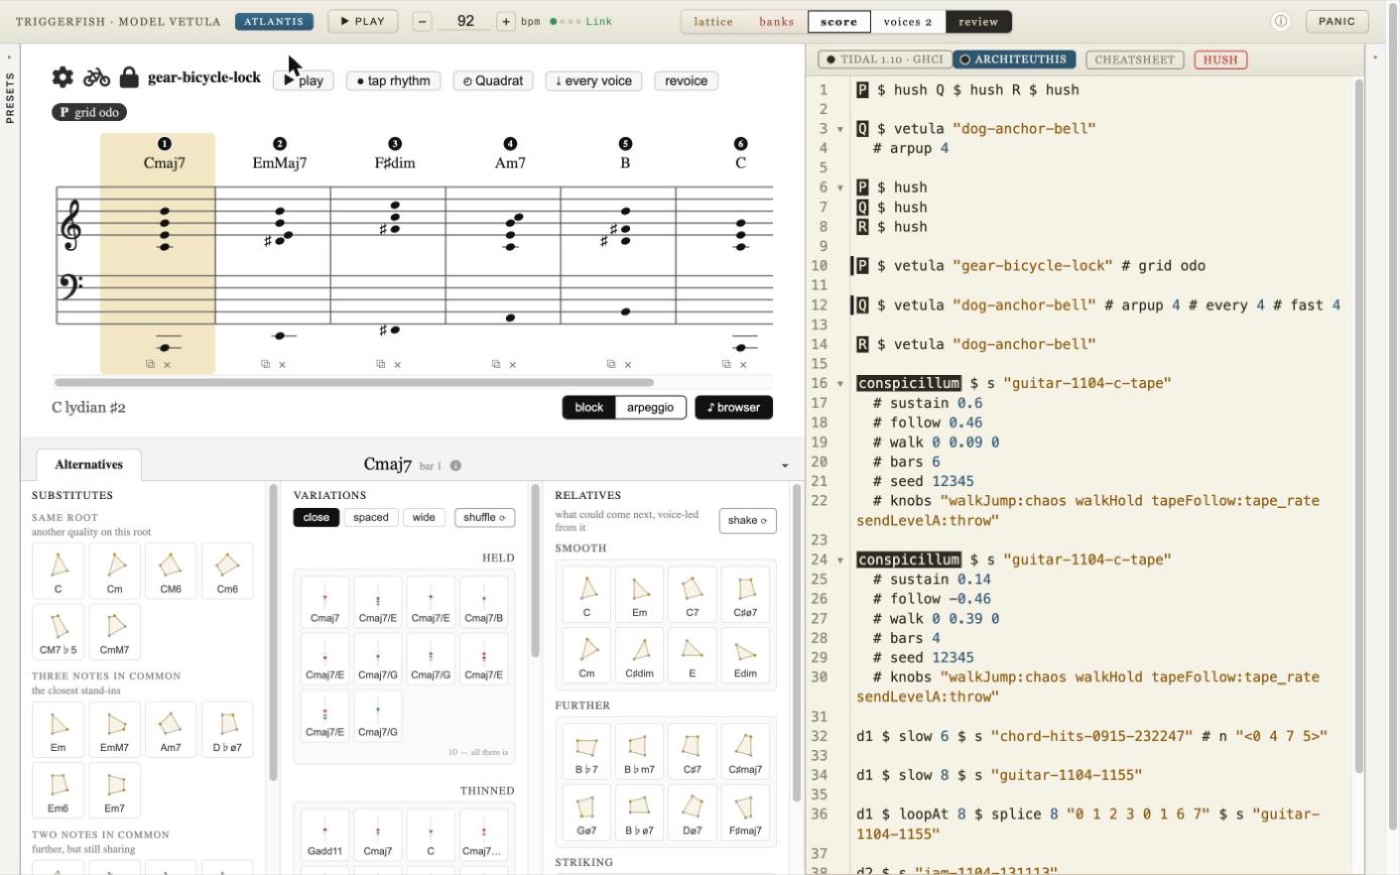 TRIGGERFISH · MODEL VETULA ATLANTIS ▶ PLAY − 92 + bpm Link lattice banks score voices 2 review ⓘ PANIC
PRESETS
gear-bicycle-lock ▶ play • tap rhythm Quadrat ↓ every voice revoice
P grid odo
1 2 3 4 5 6
Cmaj7 EmMaj7 F♯dim Am7 B C
C lydian ♯2 block arpeggio ♪ browser
Alternatives Cmaj7 bar 1
SUBSTITUTES
SAME ROOT
another quality on this root
C Cm CM6 Cm6
CM7♭5 CmM7
THREE NOTES IN COMMON
the closest stand-ins
Em EmM7 Am7 D♭ø7
Em6 Em7
TWO NOTES IN COMMON
further, but still sharing
VARIATIONS
close spaced wide shuffle
HELD
Cmaj7 Cmaj7/E Cmaj7/E Cmaj7/B
Cmaj7/E Cmaj7/G Cmaj7/G Cmaj7/E
Cmaj7/E Cmaj7/G
10 — all there is
THINNED
Gadd11 Cmaj7 C Cmaj7...
RELATIVES
what could come next, voice-led
from it
shake
SMOOTH
C Em C7 C♯ø7
Cm C♯dim E Edim
FURTHER
B♭7 B♭m7 C♯7 C♯maj7
Gø7 B♭ø7 Dø7 F♯maj7
STRIKING
TIDAL 1.10 · GHCI ARCHITEUTHIS CHEATSHEET HUSH
1 P $ hush Q $ hush R $ hush
2
3 Q $ vetula "dog-anchor-bell"
4 # arpup 4
5
6 P $ hush
7 Q $ hush
8 R $ hush
9
10 P $ vetula "gear-bicycle-lock" # grid odo
11
12 Q $ vetula "dog-anchor-bell" # arpup 4 # every 4 # fast 4
13
14 R $ vetula "dog-anchor-bell"
15
16 conspicillum $ s "guitar-1104-c-tape"
17 # sustain 0.6
18 # follow 0.46
19 # walk 0 0.09 0
20 # bars 6
21 # seed 12345
22 # knobs "walkJump:chaos walkHold tapeFollow:tape_rate
sendLevelA:throw"
23
24 conspicillum $ s "guitar-1104-c-tape"
25 # sustain 0.14
26 # follow −0.46
27 # walk 0 0.39 0
28 # bars 4
29 # seed 12345
30 # knobs "walkJump:chaos walkHold tapeFollow:tape_rate
sendLevelA:throw"
31
32 d1 $ slow 6 $ s "chord-hits-0915-232247" # n "<0 4 7 5>"
33
34 d1 $ slow 8 $ s "guitar-1104-1155"
35
36 d1 $ loopAt 8 $ splice 8 "0 1 2 3 0 1 6 7" $ s "guitar-
1104-1155"
37
38 d2 $ s "jam-1104-131113"